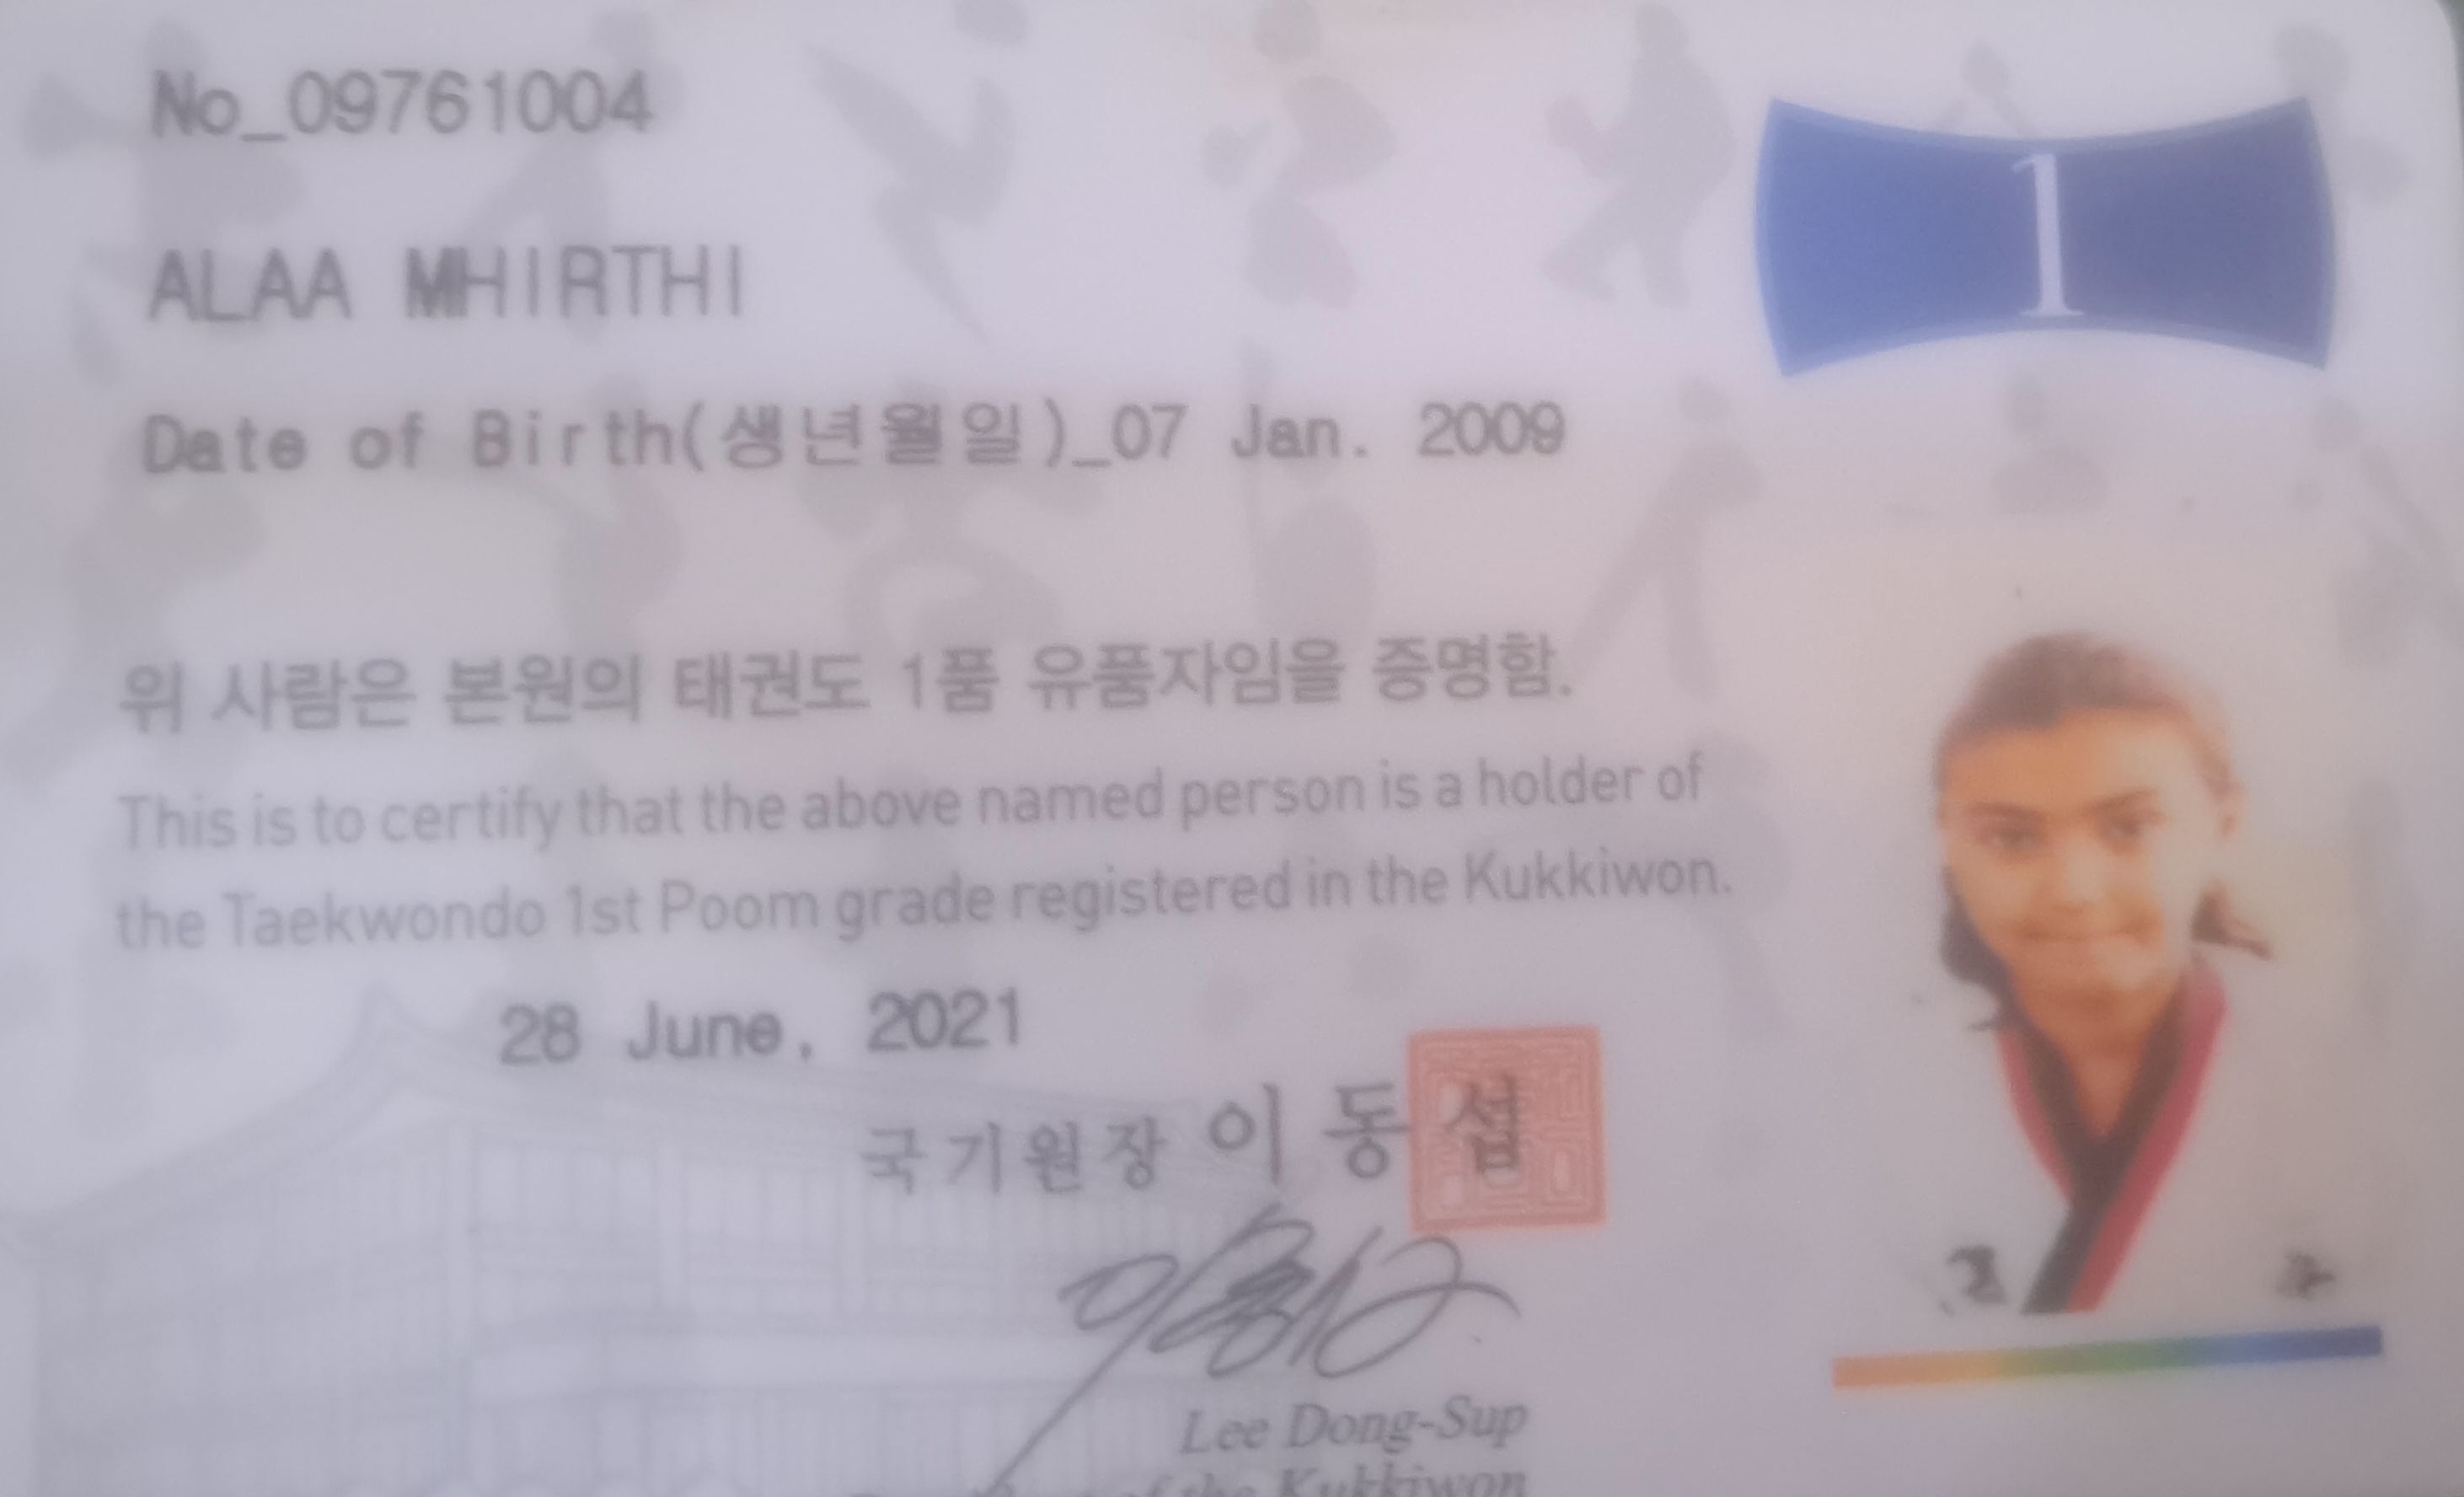 No_09761004
1
ALAA MHIRTHI
Date of Birth(생년월일)_07 Jan. 2009
위 사람은 본원의 태권도 1품 유품자임을 증명함.
This is to certify that the above named person is a holder of
the Taekwondo 1st Poom grade registered in the Kukkiwon.
28 June, 2021
국기원장 이동섭
Lee Dong-Sup
of the Kukkiwon